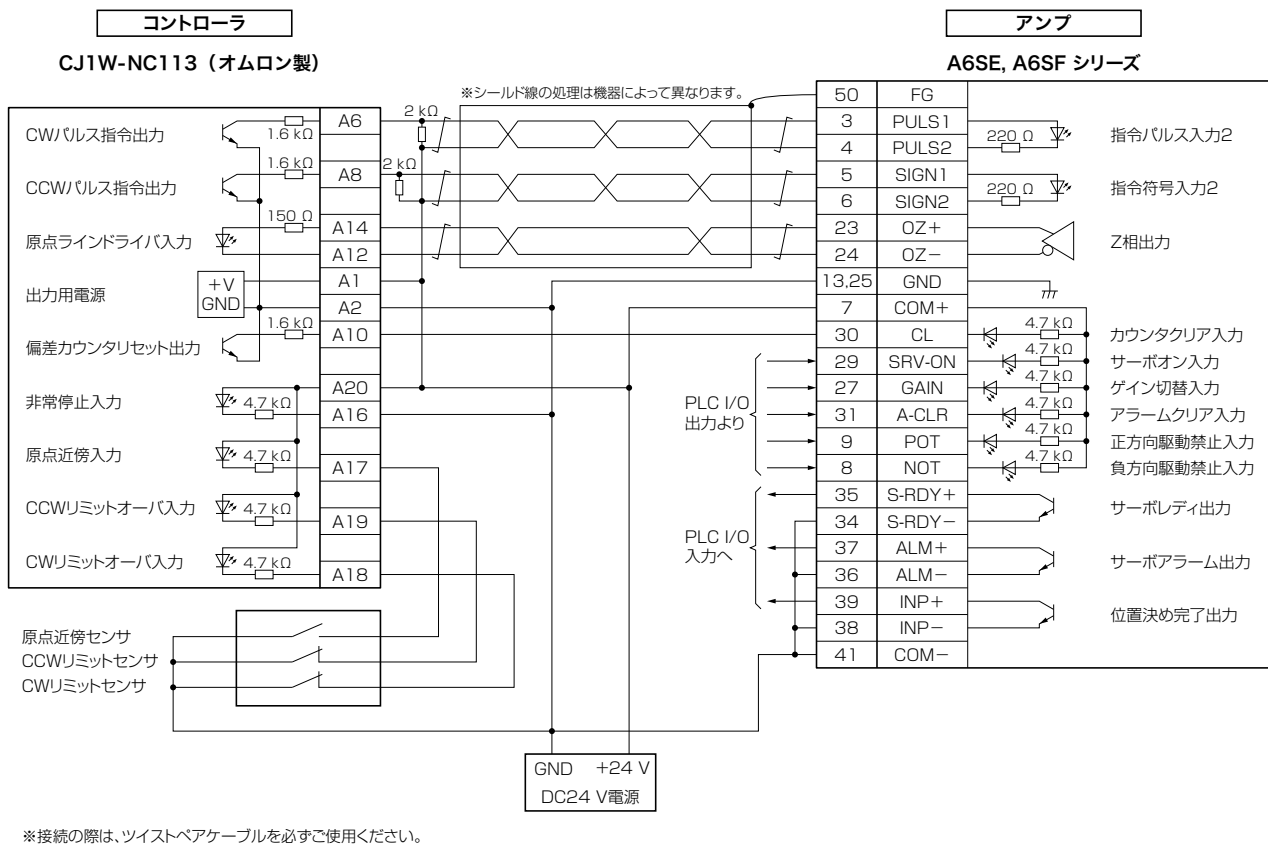 コントローラ
アンプ
CJ1W-NC113（オムロン製）
A6SE, A6SF シリーズ
※シールド線の処理は機器によって異なります。
CWパルス指令出力
1.6 kΩ
A6
2 kΩ
CCWパルス指令出力
1.6 kΩ
A8
2 kΩ
原点ラインドライバ入力
150 Ω
A14
A12
出力用電源
+V
GND
A1
A2
偏差カウンタリセット出力
1.6 kΩ
A10
A20
非常停止入力
4.7 kΩ
A16
原点近傍入力
4.7 kΩ
A17
CCWリミットオーバ入力
4.7 kΩ
A19
CWリミットオーバ入力
4.7 kΩ
A18
原点近傍センサ
CCWリミットセンサ
CWリミットセンサ
50 FG
3 PULS1
4 PULS2
220 Ω
指令パルス入力2
5 SIGN1
6 SIGN2
220 Ω
指令符号入力2
23 OZ+
24 OZ−
Z相出力
13,25 GND
7 COM+
30 CL
4.7 kΩ
カウンタクリア入力
29 SRV-ON
4.7 kΩ
サーボオン入力
27 GAIN
4.7 kΩ
ゲイン切替入力
31 A-CLR
4.7 kΩ
アラームクリア入力
9 POT
4.7 kΩ
正方向駆動禁止入力
8 NOT
4.7 kΩ
負方向駆動禁止入力
PLC I/O
出力より
35 S-RDY+
34 S-RDY−
サーボレディ出力
37 ALM+
36 ALM−
サーボアラーム出力
39 INP+
38 INP−
位置決め完了出力
41 COM−
PLC I/O
入力へ
GND +24 V
DC24 V電源
※接続の際は、ツイストペアケーブルを必ずご使用ください。